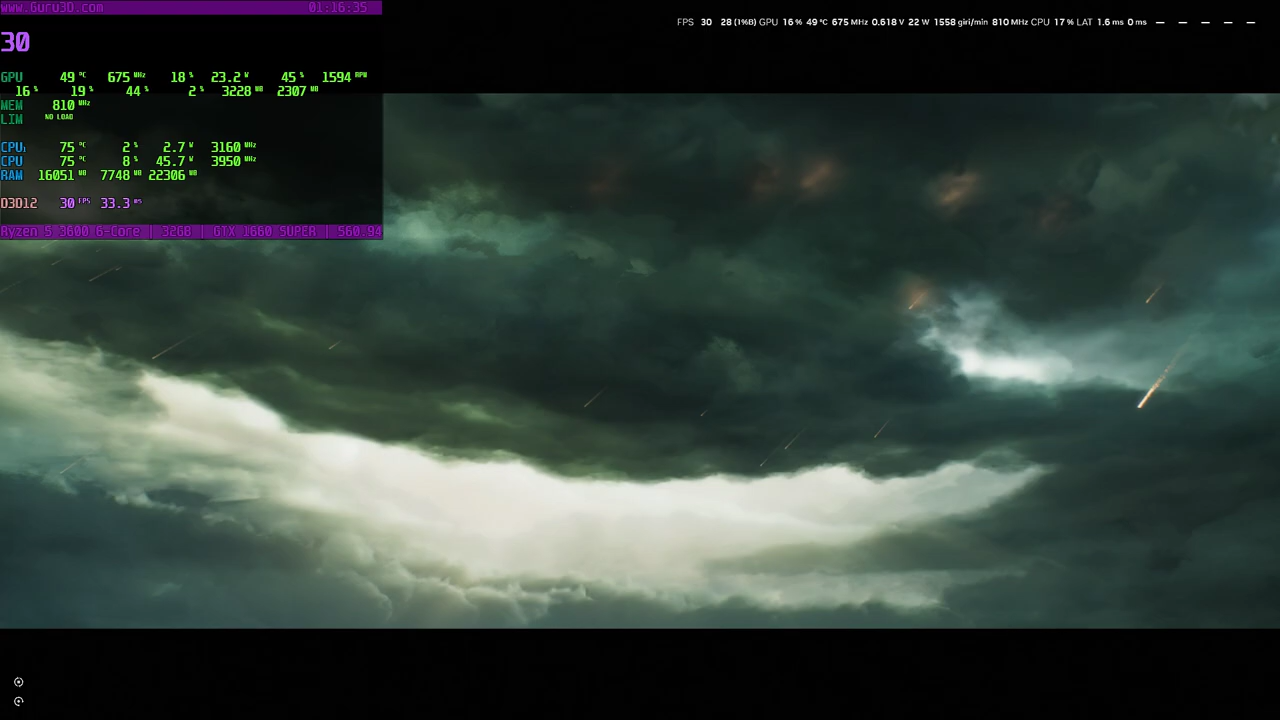 www.Guru3D.com 01:16:35
FPS 30 28 (1%B) GPU 16 % 49 °C 675 MHz 0.618 V 22 W 1558 giri/min 810 MHz CPU 17 % LAT 1.6 ms 0 ms — — — — —
30
GPU 49 °C 675 MHz 18 % 23.2 W 45 % 1594 RPM
16 % 19 % 44 % 2 % 3228 MB 2307 MB
MEM 810 MHz
LIM NO LOAD
CPU1 75 °C 2 % 2.7 W 3160 MHz
CPU 75 °C 8 % 45.7 W 3950 MHz
RAM 16051 MB 7748 MB 22306 MB
D3D12 30 FPS 33.3 ms
Ryzen 5 3600 6-Core | 32GB | GTX 1660 SUPER | 560.94